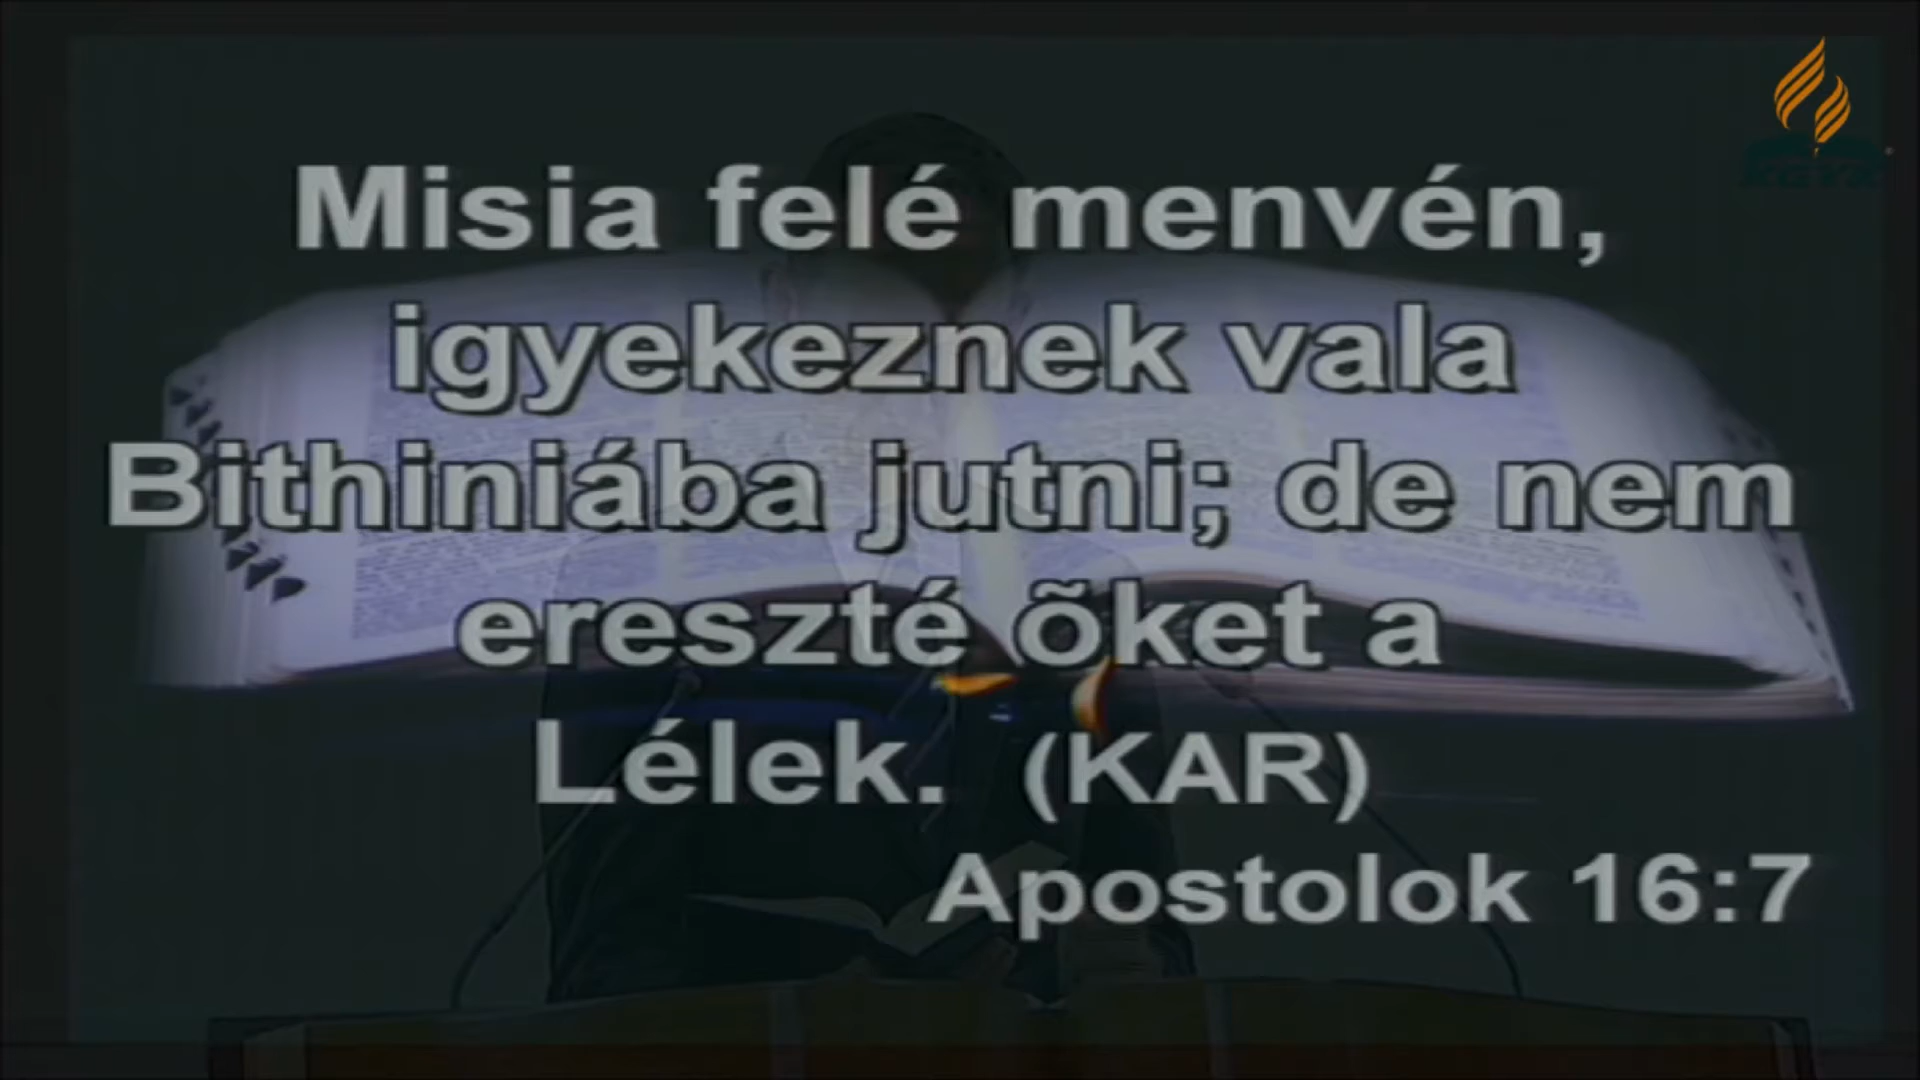 Misia felé menvén,
igyekeznek vala
Bithiniába jutni; de nem
ereszté õket a
Lélek. (KAR)
Apostolok 16:7